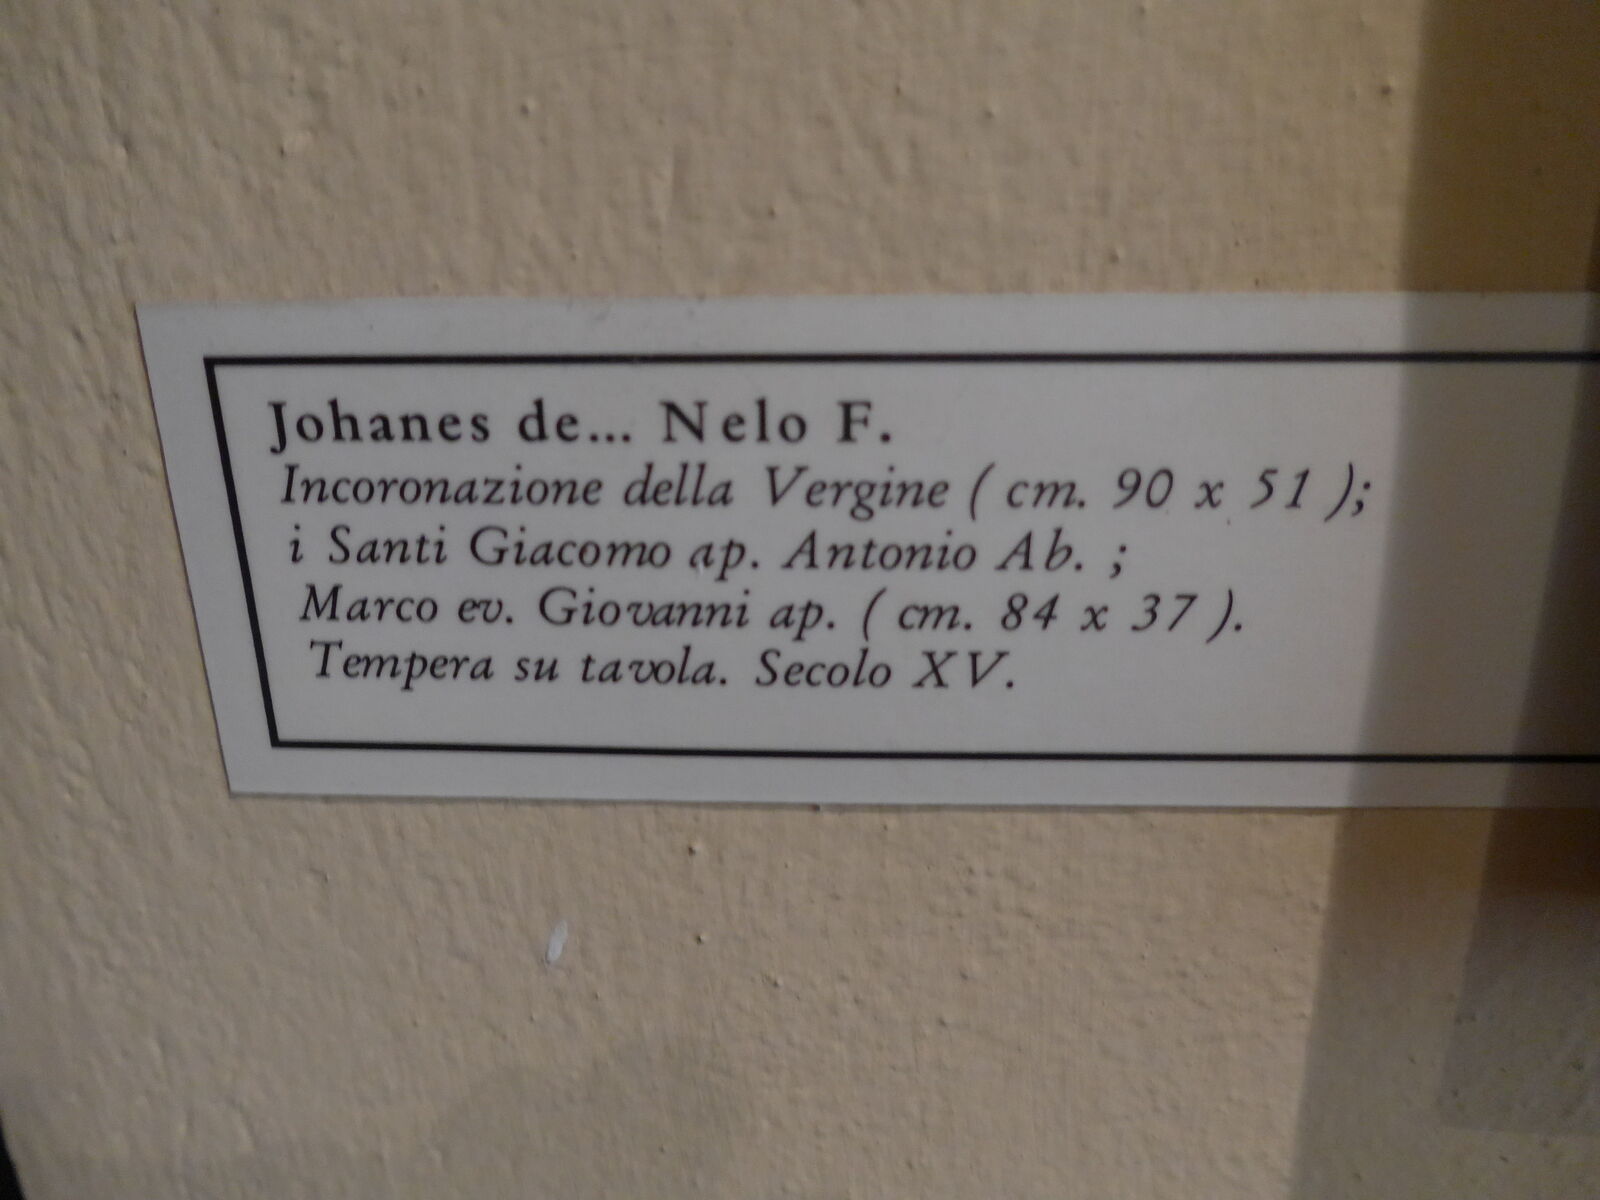 Johanes de... Nelo F.
Incoronazione della Vergine ( cm. 90 x 51 );
i Santi Giacomo ap. Antonio Ab. ;
Marco ev. Giovanni ap. ( cm. 84 x 37 ).
Tempera su tavola. Secolo XV.